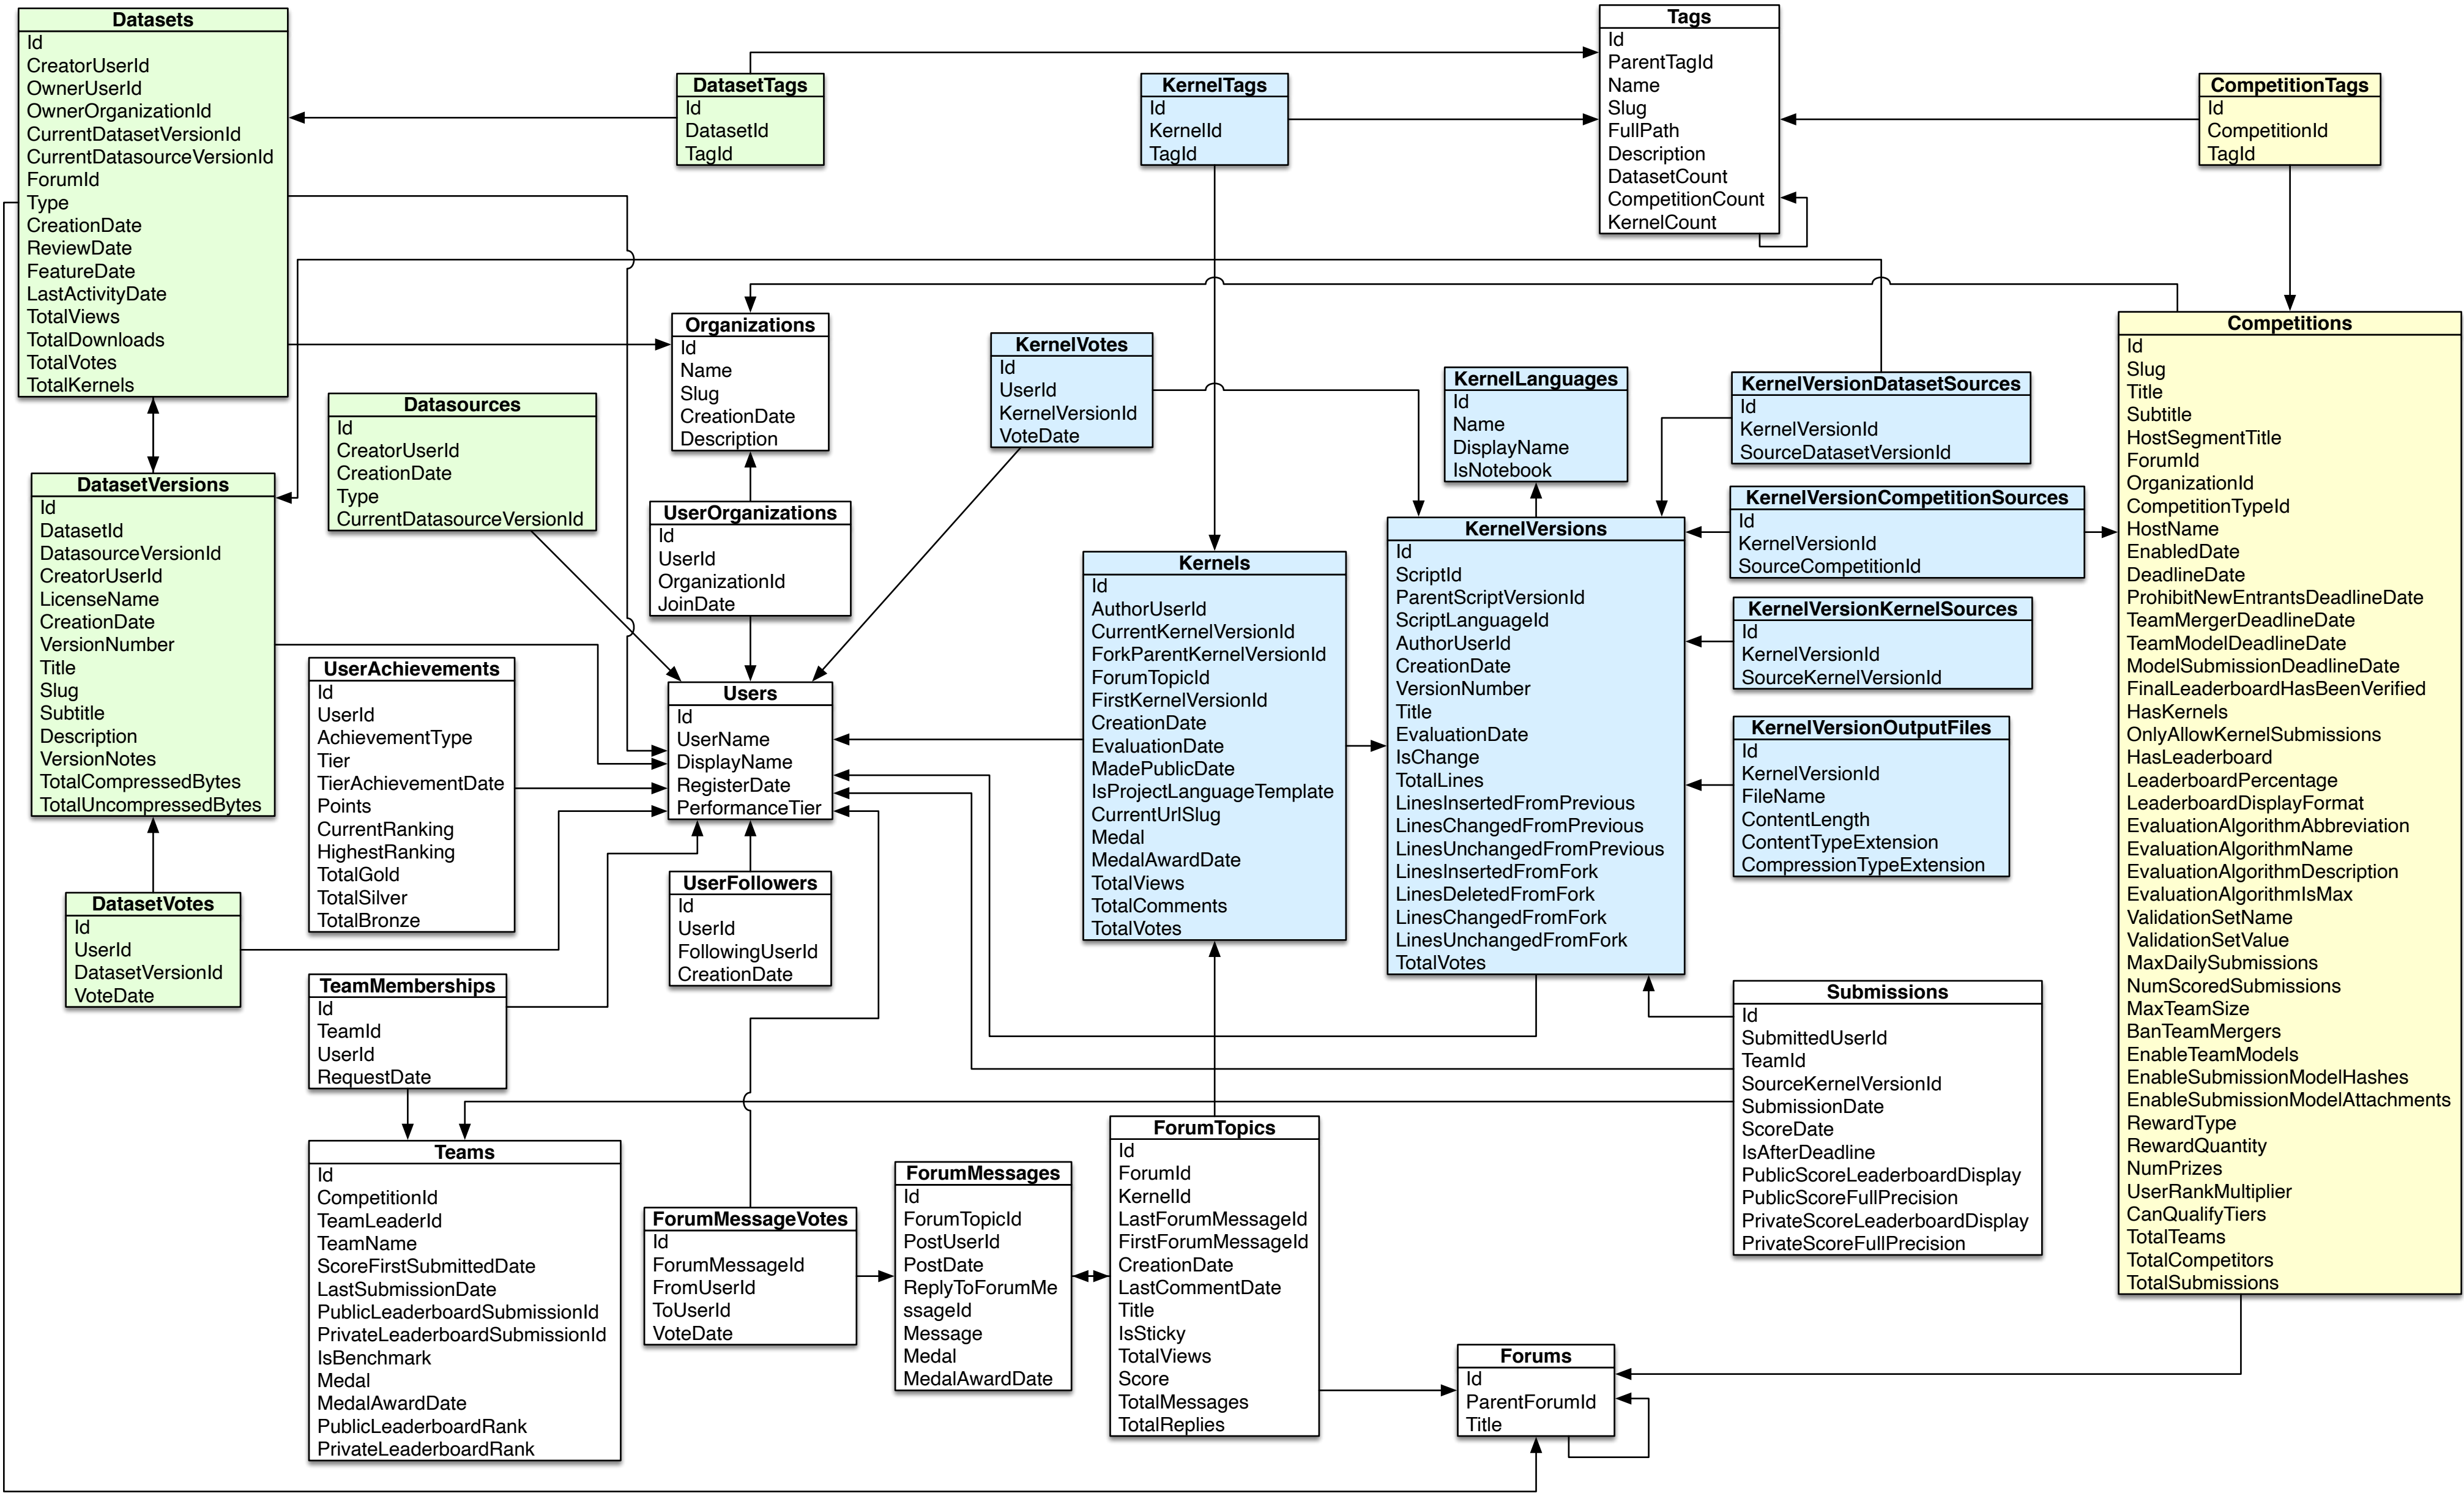 Datasets
Id
CreatorUserId
OwnerUserId
OwnerOrganizationId
CurrentDatasetVersionId
CurrentDatasourceVersionId
ForumId
Type
CreationDate
ReviewDate
FeatureDate
LastActivityDate
TotalViews
TotalDownloads
TotalVotes
TotalKernels
DatasetTags
Id
DatasetId
TagId
KernelTags
Id
KernelId
TagId
Tags
Id
ParentTagId
Name
Slug
FullPath
Description
DatasetCount
CompetitionCount
KernelCount
CompetitionTags
Id
CompetitionId
TagId
Organizations
Id
Name
Slug
CreationDate
Description
Datasources
Id
CreatorUserId
CreationDate
Type
CurrentDatasourceVersionId
KernelVotes
Id
UserId
KernelVersionId
VoteDate
KernelLanguages
Id
Name
DisplayName
IsNotebook
KernelVersionDatasetSources
Id
KernelVersionId
SourceDatasetVersionId
Competitions
Id
Slug
Title
Subtitle
HostSegmentTitle
ForumId
OrganizationId
CompetitionTypeId
HostName
EnabledDate
DeadlineDate
ProhibitNewEntrantsDeadlineDate
TeamMergerDeadlineDate
TeamModelDeadlineDate
ModelSubmissionDeadlineDate
FinalLeaderboardHasBeenVerified
HasKernels
OnlyAllowKernelSubmissions
HasLeaderboard
LeaderboardPercentage
LeaderboardDisplayFormat
EvaluationAlgorithmAbbreviation
EvaluationAlgorithmName
EvaluationAlgorithmDescription
EvaluationAlgorithmIsMax
ValidationSetName
ValidationSetValue
MaxDailySubmissions
NumScoredSubmissions
MaxTeamSize
BanTeamMergers
EnableTeamModels
EnableSubmissionModelHashes
EnableSubmissionModelAttachments
RewardType
RewardQuantity
NumPrizes
UserRankMultiplier
CanQualifyTiers
TotalTeams
TotalCompetitors
TotalSubmissions
DatasetVersions
Id
DatasetId
DatasourceVersionId
CreatorUserId
LicenseName
CreationDate
VersionNumber
Title
Slug
Subtitle
Description
VersionNotes
TotalCompressedBytes
TotalUncompressedBytes
UserOrganizations
Id
UserId
OrganizationId
JoinDate
Kernels
Id
AuthorUserId
CurrentKernelVersionId
ForkParentKernelVersionId
ForumTopicId
FirstKernelVersionId
CreationDate
EvaluationDate
MadePublicDate
IsProjectLanguageTemplate
CurrentUrlSlug
Medal
MedalAwardDate
TotalViews
TotalComments
TotalVotes
KernelVersions
Id
ScriptId
ParentScriptVersionId
ScriptLanguageId
AuthorUserId
CreationDate
VersionNumber
Title
EvaluationDate
IsChange
TotalLines
LinesInsertedFromPrevious
LinesChangedFromPrevious
LinesUnchangedFromPrevious
LinesInsertedFromFork
LinesDeletedFromFork
LinesChangedFromFork
LinesUnchangedFromFork
TotalVotes
KernelVersionCompetitionSources
Id
KernelVersionId
SourceCompetitionId
KernelVersionKernelSources
Id
KernelVersionId
SourceKernelVersionId
KernelVersionOutputFiles
Id
KernelVersionId
FileName
ContentLength
ContentTypeExtension
CompressionTypeExtension
UserAchievements
Id
UserId
AchievementType
Tier
TierAchievementDate
Points
CurrentRanking
HighestRanking
TotalGold
TotalSilver
TotalBronze
Users
Id
UserName
DisplayName
RegisterDate
PerformanceTier
UserFollowers
Id
UserId
FollowingUserId
CreationDate
DatasetVotes
Id
UserId
DatasetVersionId
VoteDate
TeamMemberships
Id
TeamId
UserId
RequestDate
Submissions
Id
SubmittedUserId
TeamId
SourceKernelVersionId
SubmissionDate
ScoreDate
IsAfterDeadline
PublicScoreLeaderboardDisplay
PublicScoreFullPrecision
PrivateScoreLeaderboardDisplay
PrivateScoreFullPrecision
Teams
Id
CompetitionId
TeamLeaderId
TeamName
ScoreFirstSubmittedDate
LastSubmissionDate
PublicLeaderboardSubmissionId
PrivateLeaderboardSubmissionId
IsBenchmark
Medal
MedalAwardDate
PublicLeaderboardRank
PrivateLeaderboardRank
ForumMessageVotes
Id
ForumMessageId
FromUserId
ToUserId
VoteDate
ForumMessages
Id
ForumTopicId
PostUserId
PostDate
ReplyToForumMe
ssageId
Message
Medal
MedalAwardDate
ForumTopics
Id
ForumId
KernelId
LastForumMessageId
FirstForumMessageId
CreationDate
LastCommentDate
Title
IsSticky
TotalViews
Score
TotalMessages
TotalReplies
Forums
Id
ParentForumId
Title